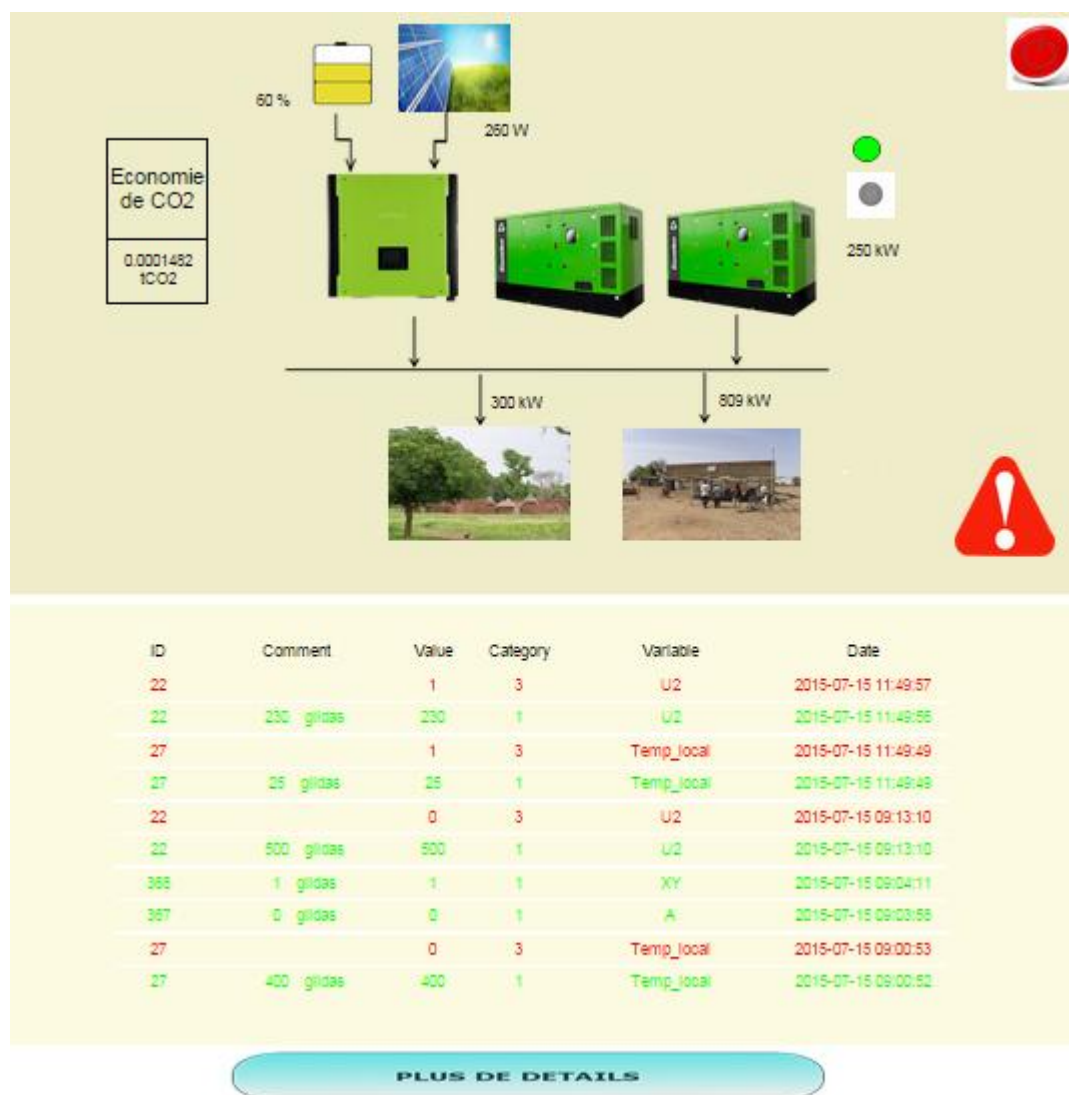 60 %
260 W
Economie
de CO2
0.0001482
tCO2
250 kW
300 kW
809 kW
ID Comment Value Category Variable Date
22 1 3 U2 2015-07-15 11:49:57
22 230 gildas 230 1 U2 2015-07-15 11:49:56
27 1 3 Temp_local 2015-07-15 11:49:49
27 25 gildas 25 1 Temp_local 2015-07-15 11:49:49
22 0 3 U2 2015-07-15 09:13:10
22 500 gildas 500 1 U2 2015-07-15 09:13:10
368 1 gildas 1 1 XY 2015-07-15 09:04:11
367 0 gildas 0 1 A 2015-07-15 09:03:56
27 0 3 Temp_local 2015-07-15 09:00:53
27 400 gildas 400 1 Temp_local 2015-07-15 09:00:52
PLUS DE DETAILS